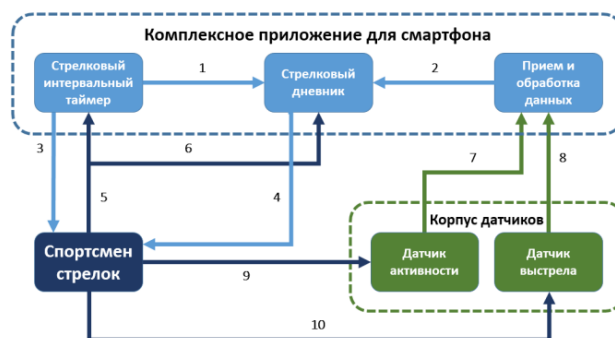 Комплексное приложение для смартфона
Стрелковый
интервальный
таймер
1
Стрелковый
дневник
2
Прием и
обработка
данных
3
6
4
5
7
8
Корпус датчиков
Спортсмен
стрелок
9
Датчик
активности
Датчик
выстрела
10